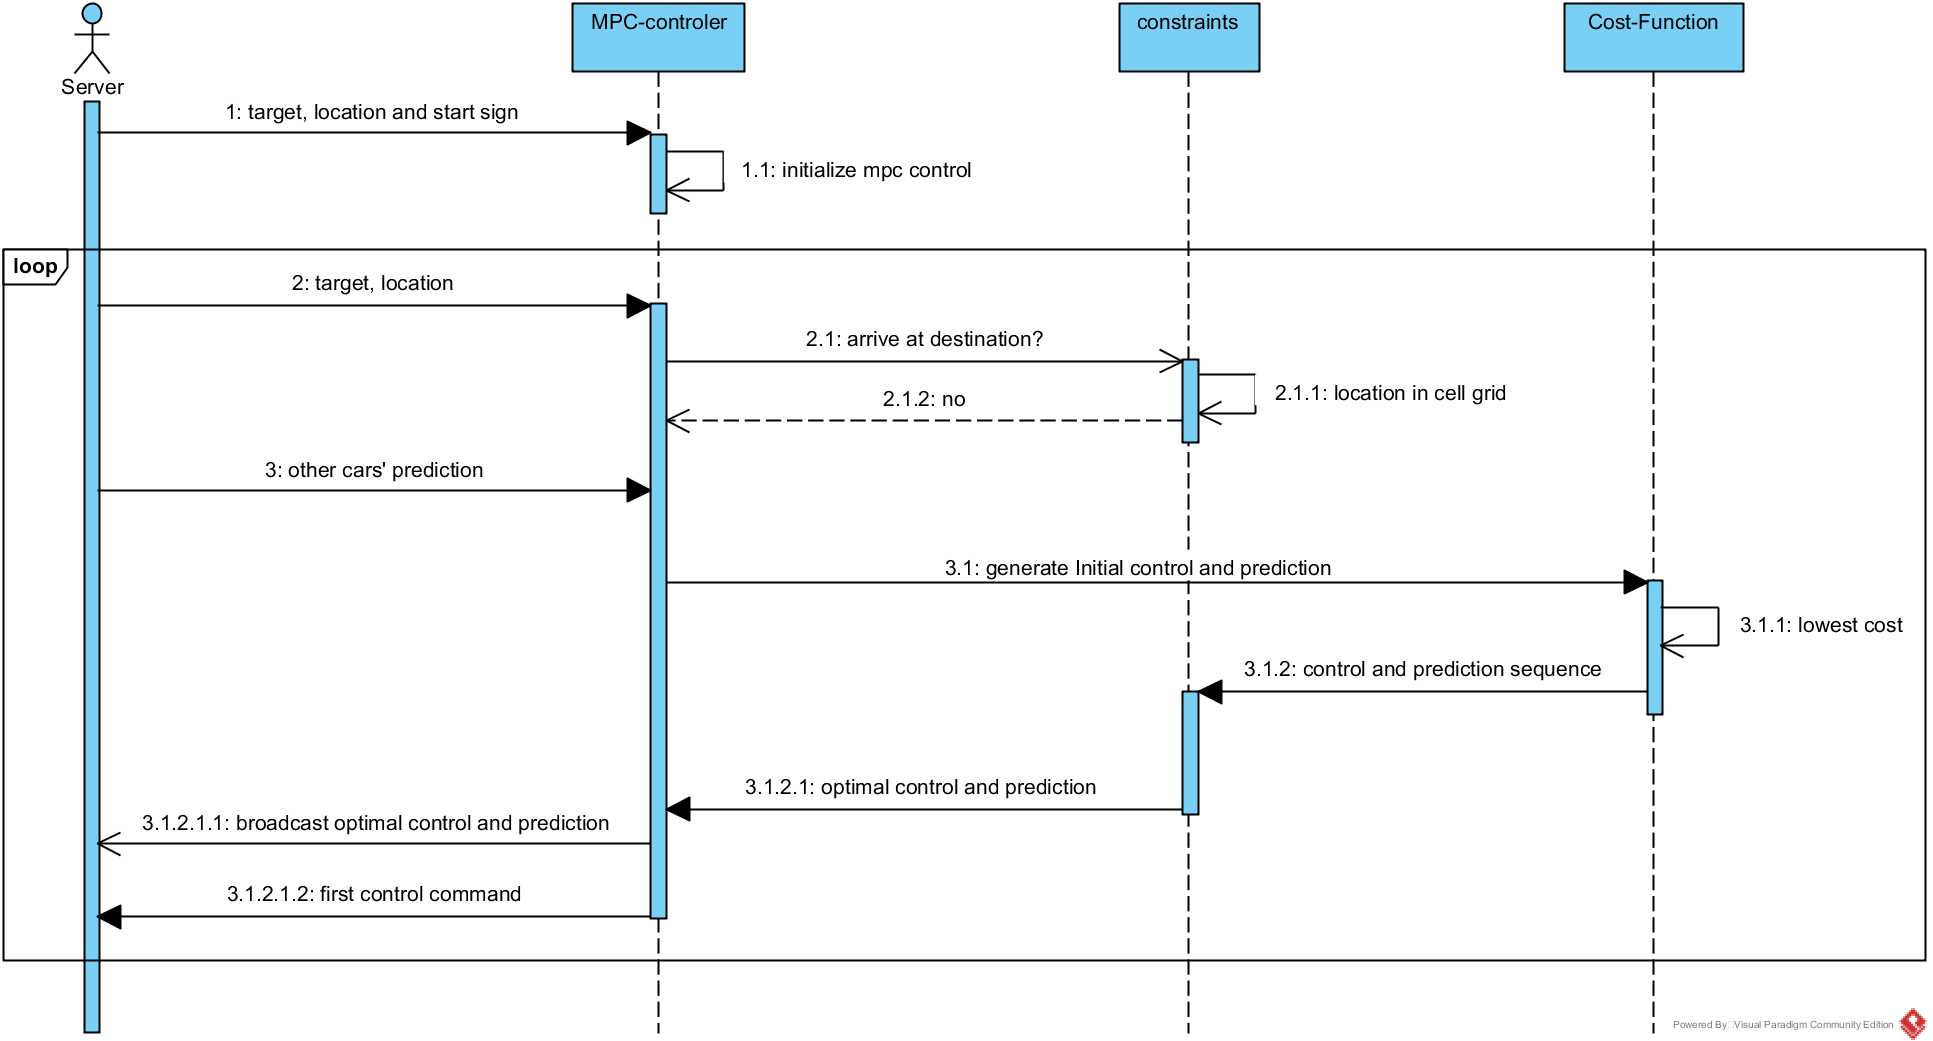 MPC-controler
constraints
Cost-Function
Server
1: target, location and start sign
1.1: initialize mpc control
loop
2: target, location
2.1: arrive at destination?
2.1.1: location in cell grid
2.1.2: no
3: other cars' prediction
3.1: generate Initial control and prediction
3.1.1: lowest cost
3.1.2: control and prediction sequence
3.1.2.1: optimal control and prediction
3.1.2.1.1: broadcast optimal control and prediction
3.1.2.1.2: first control command
Powered By Visual Paradigm Community Edition